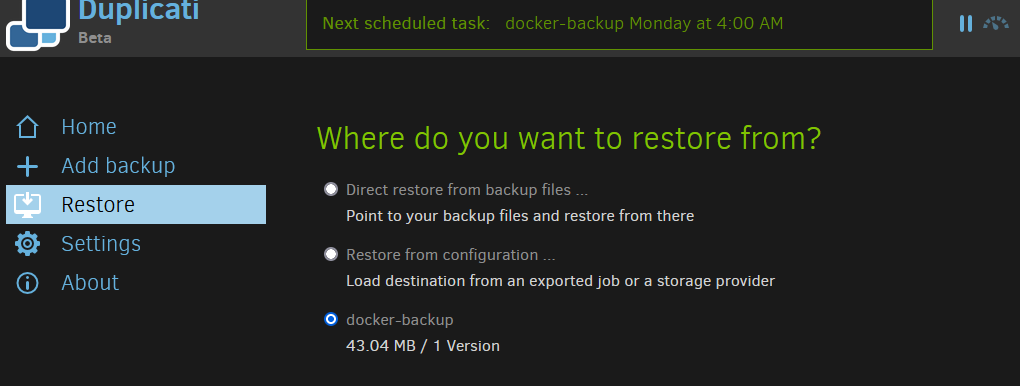 Duplicati
Beta
Next scheduled task: docker-backup Monday at 4:00 AM
Home
Add backup
Restore
Settings
About
Where do you want to restore from?
Direct restore from backup files ...
Point to your backup files and restore from there
Restore from configuration ...
Load destination from an exported job or a storage provider
docker-backup
43.04 MB / 1 Version